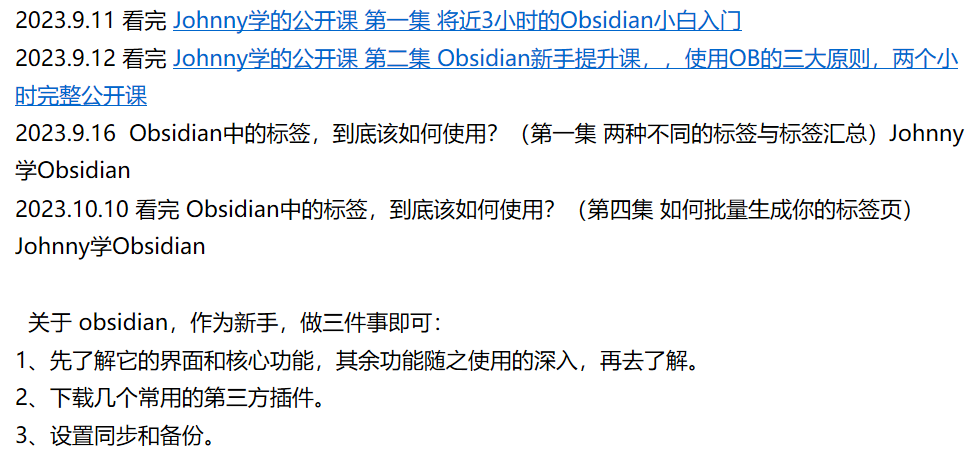 2023.9.11 看完 Johnny学的公开课 第一集 将近3小时的Obsidian小白入门
2023.9.12 看完 Johnny学的公开课 第二集 Obsidian新手提升课，，使用OB的三大原则，两个小
时完整公开课
2023.9.16  Obsidian中的标签，到底该如何使用？（第一集 两种不同的标签与标签汇总）Johnny
学Obsidian
2023.10.10 看完 Obsidian中的标签，到底该如何使用？（第四集 如何批量生成你的标签页）
Johnny学Obsidian
关于 obsidian，作为新手，做三件事即可：
1、先了解它的界面和核心功能，其余功能随之使用的深入，再去了解。
2、下载几个常用的第三方插件。
3、设置同步和备份。